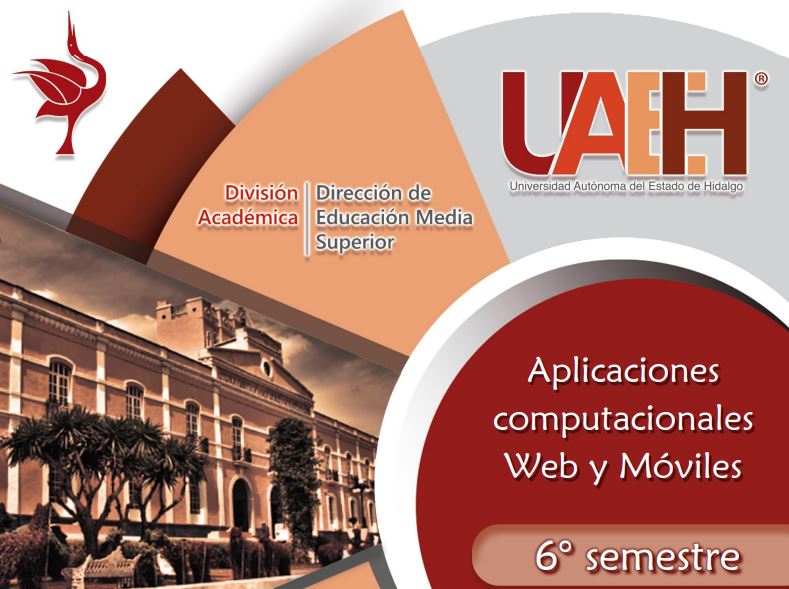 UAEH®
Universidad Autónoma del Estado de Hidalgo
División
Académica
Dirección de
Educación Media
Superior
Aplicaciones
computacionales
Web y Móviles
6° semestre